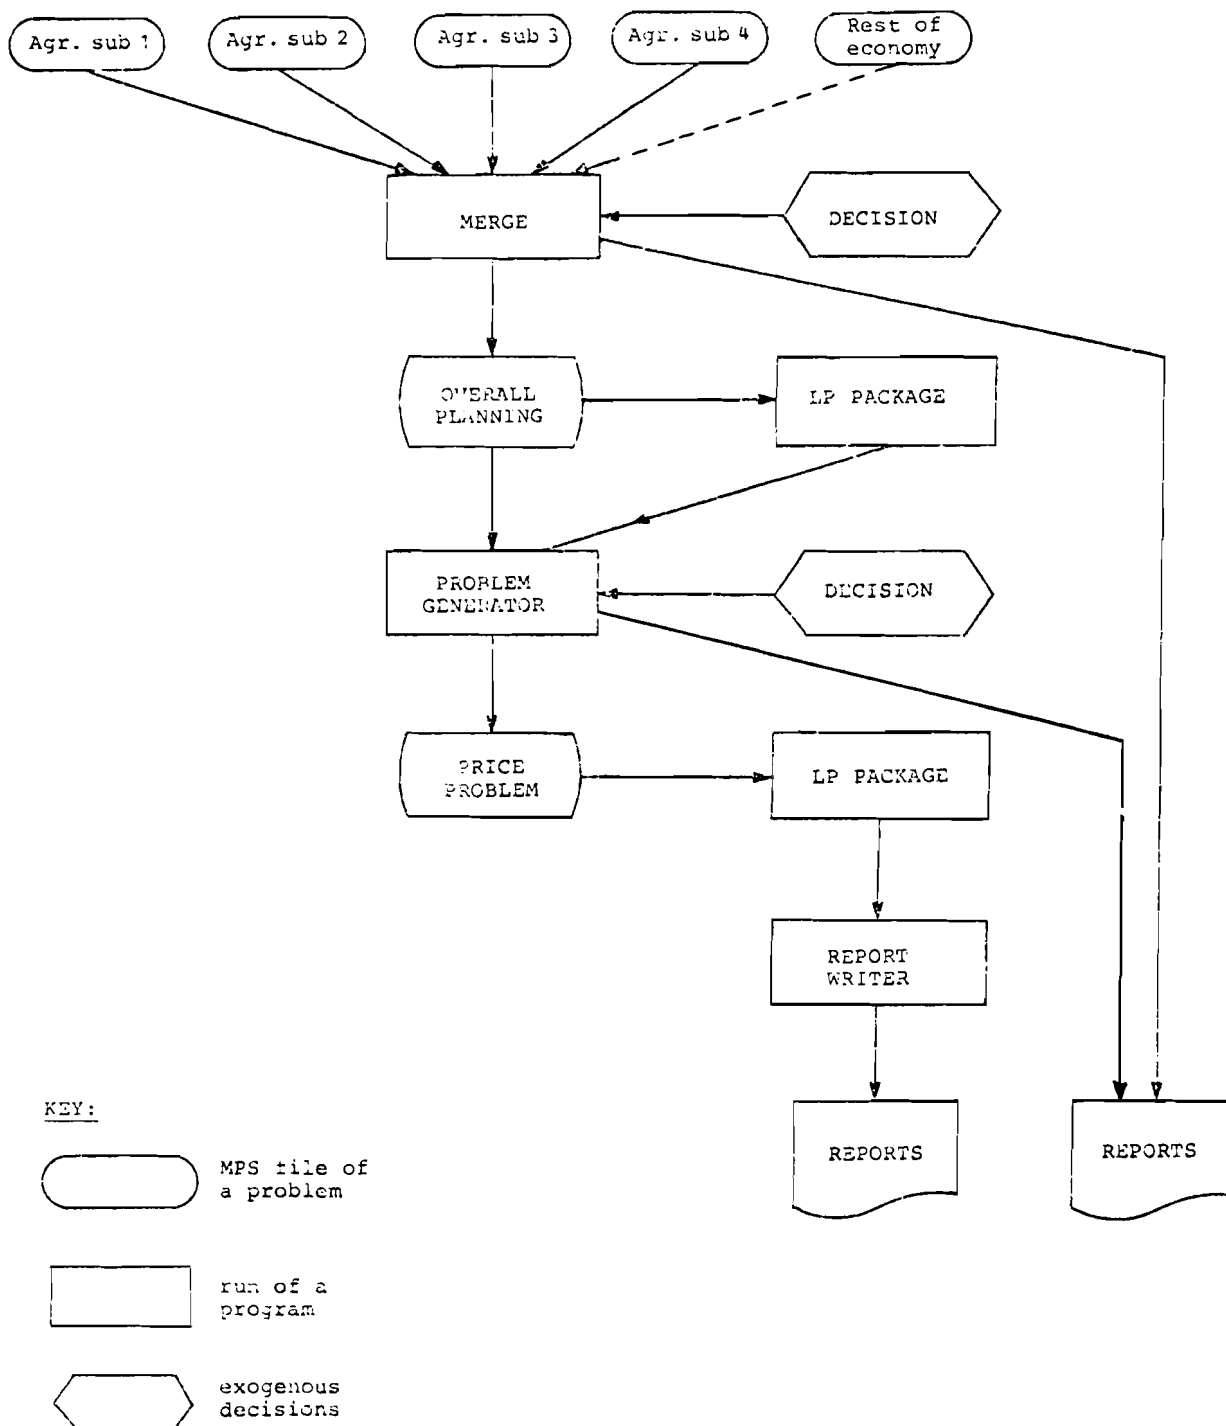 Agr. sub 1
Agr. sub 2
Agr. sub 3
Agr. sub 4
Rest of
economy
MERGE
DECISION
OVERALL
PLANNING
LP PACKAGE
PROBLEM
GENERATOR
DECISION
PRICE
PROBLEM
LP PACKAGE
REPORT
WRITER
REPORTS
REPORTS
KEY:
MPS file of
a problem
run of a
program
exogenous
decisions